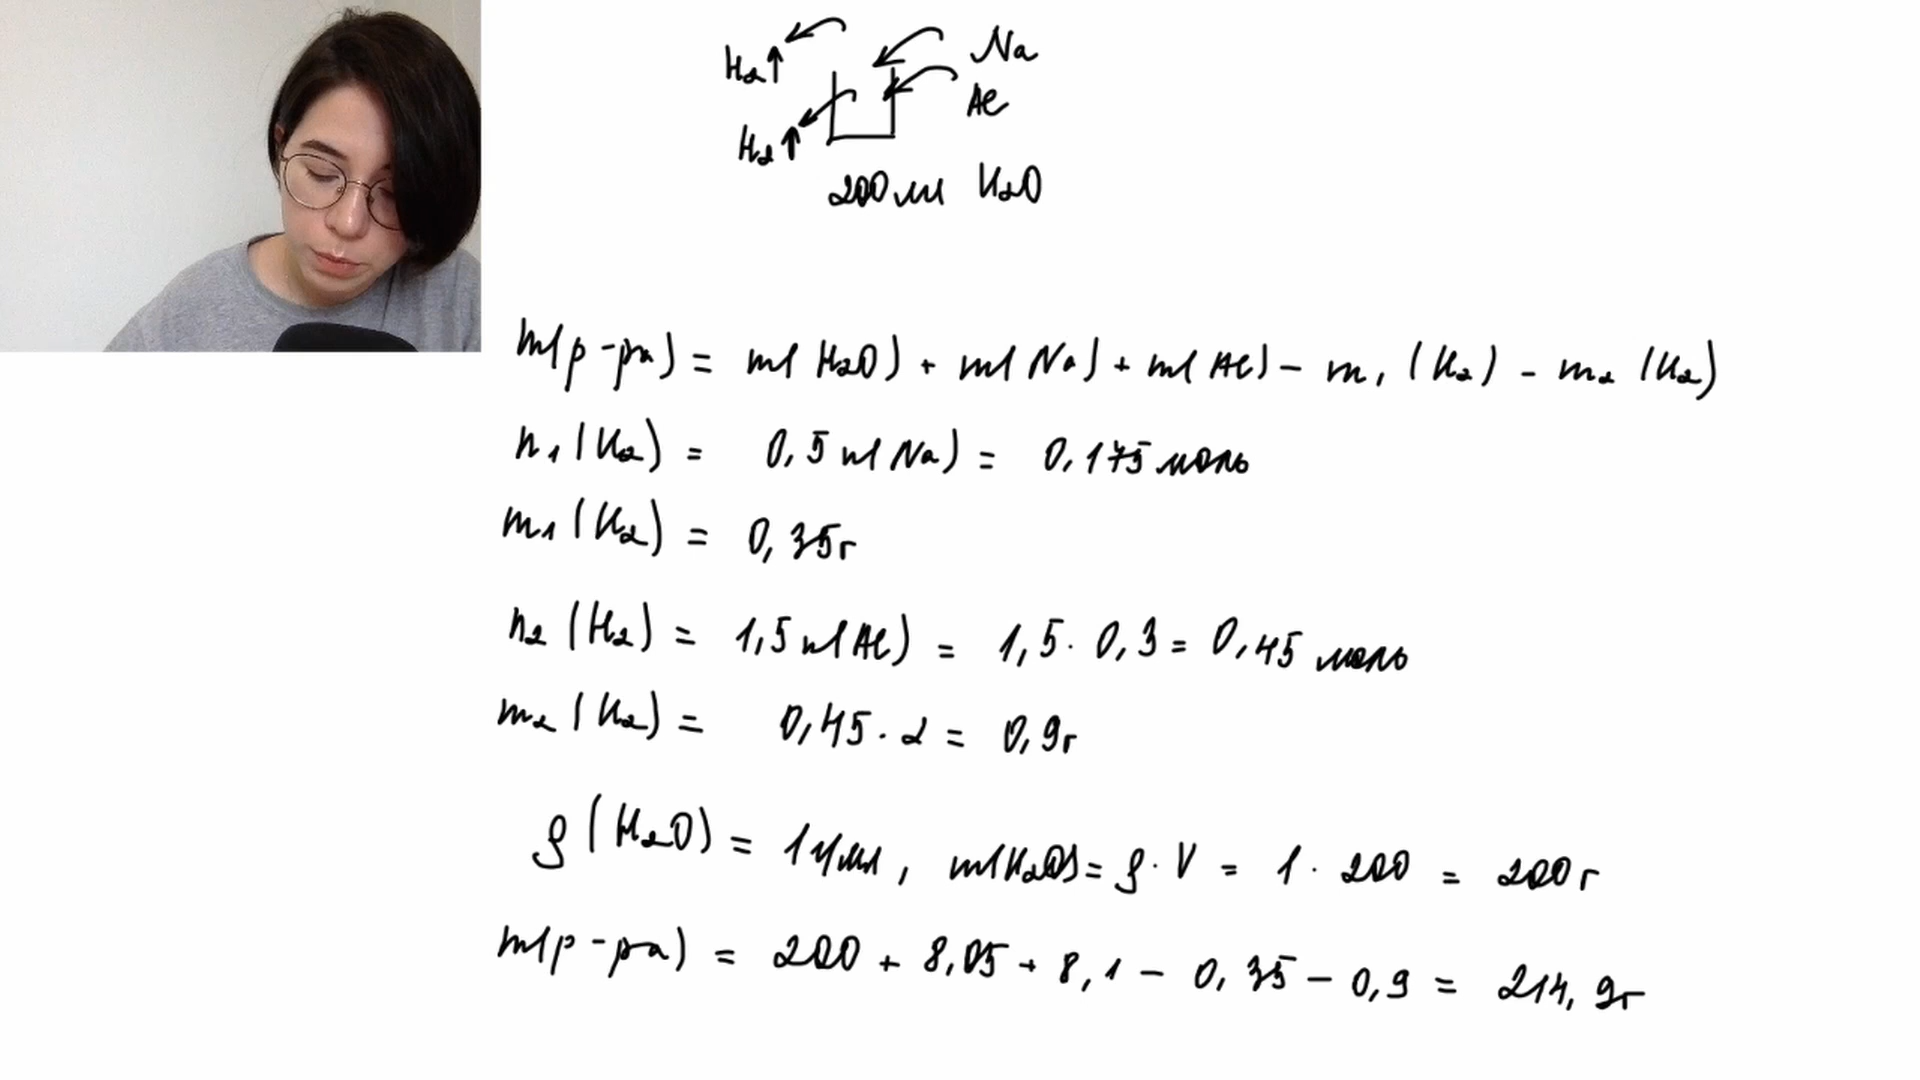 H₂↑ Na
H₂↑ Al
200 мл H₂O
m(р-ра) = m(H₂O) + m(Na) + m(Al) - m₁(H₂) - m₂(H₂)
n₁(H₂) = 0,5 n(Na) = 0,175 моль
m₁(H₂) = 0,35г
n₂(H₂) = 1,5 n(Al) = 1,5 · 0,3 = 0,45 моль
m₂(H₂) = 0,45 · 2 = 0,9г
ρ(H₂O) = 1 г/мл, m(H₂O) = ρ · V = 1 · 200 = 200 г
m(р-ра) = 200 + 8,05 + 8,1 - 0,35 - 0,9 = 214,9г